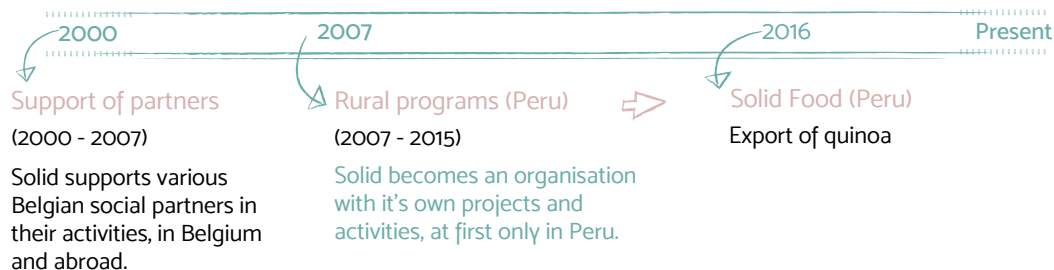 2000 2007 2016 Present
Support of partners
(2000 - 2007)
Solid supports various
Belgian social partners in
their activities, in Belgium
and abroad.
Rural programs (Peru)
(2007 - 2015)
Solid becomes an organisation
with it's own projects and
activities, at first only in Peru.
Solid Food (Peru)
Export of quinoa